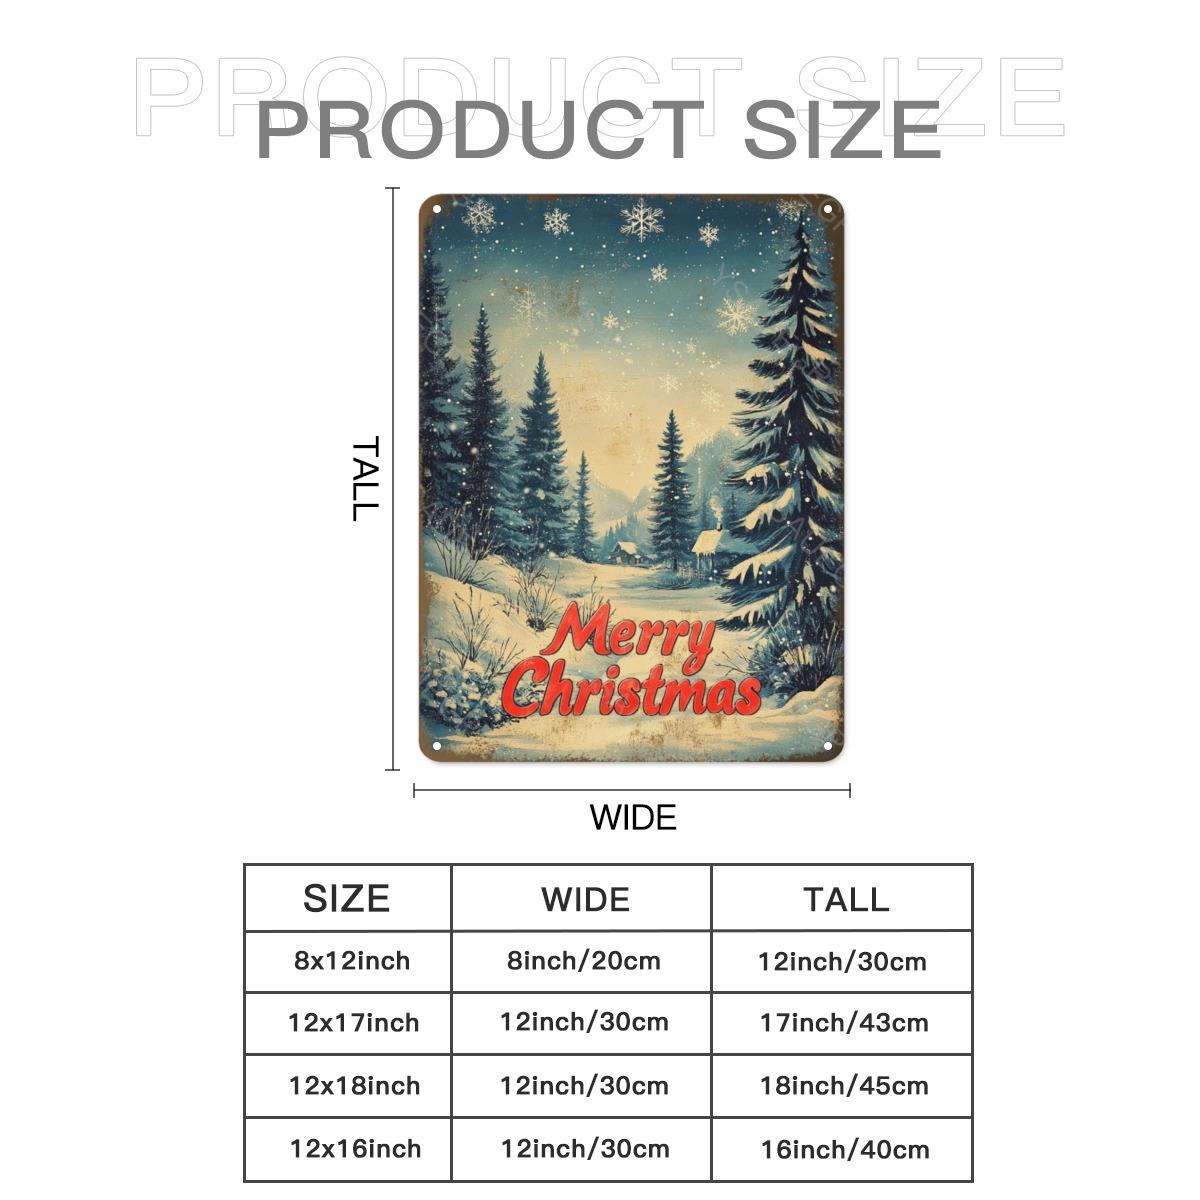 PRODUCT SIZE
PRODUCT SIZE
TALL
Merry
Christmas
WIDE
SIZE WIDE TALL
8x12inch 8inch/20cm 12inch/30cm
12x17inch 12inch/30cm 17inch/43cm
12x18inch 12inch/30cm 18inch/45cm
12x16inch 12inch/30cm 16inch/40cm